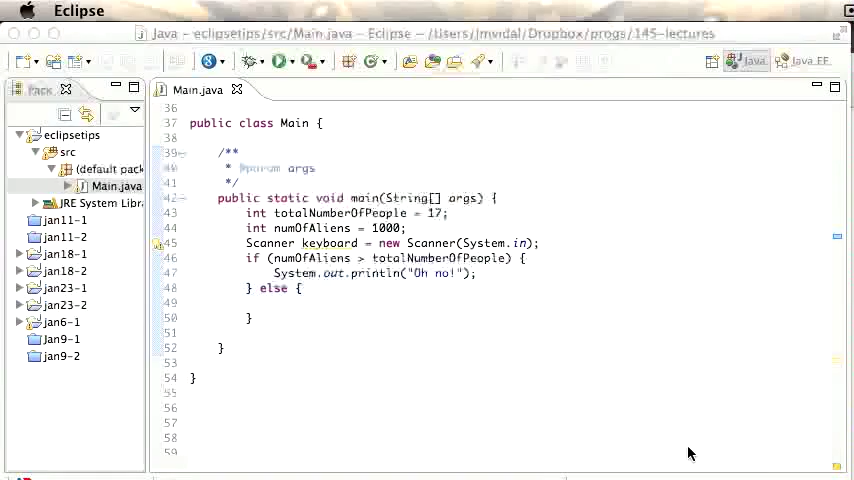 Eclipse
Java – eclipsetips/src/Main.java – Eclipse – /Users/jmvidal/Dropbox/progs/145-lectures
Java
Java EE
Main.java
eclipsetips
src
(default pack
Main.java
JRE System Libr
jan11-1
jan11-2
jan18-1
jan18-2
jan23-1
jan23-2
jan6-1
Jan9-1
jan9-2
36
37 public class Main {
38
39 /**
40 * @param args
41 */
42 public static void main(String[] args) {
43 int totalNumberOfPeople = 17;
44 int numOfAliens = 1000;
45 Scanner keyboard = new Scanner(System.in);
46 if (numOfAliens > totalNumberOfPeople) {
47 System.out.println("Oh no!");
48 } else {
49
50 }
51
52 }
53
54 }
55
56
57
58
59